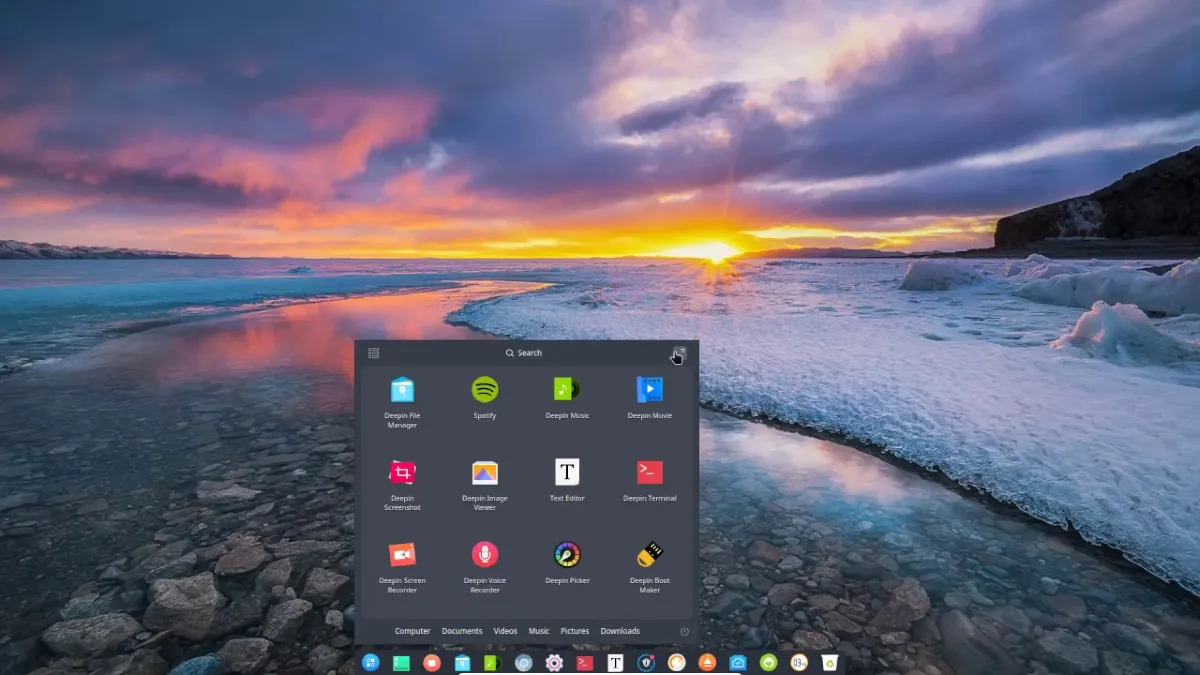 Search
Deepin File
Manager
Spotify
Deepin Music
Deepin Movie
Deepin
Screenshot
Deepin Image
Viewer
T
Text Editor
>_
Deepin Terminal
Deepin Screen
Recorder
Deepin Voice
Recorder
Deepin Picker
Deepin Boot
Maker
Computer Documents Videos Music Pictures Downloads
>_ T 03